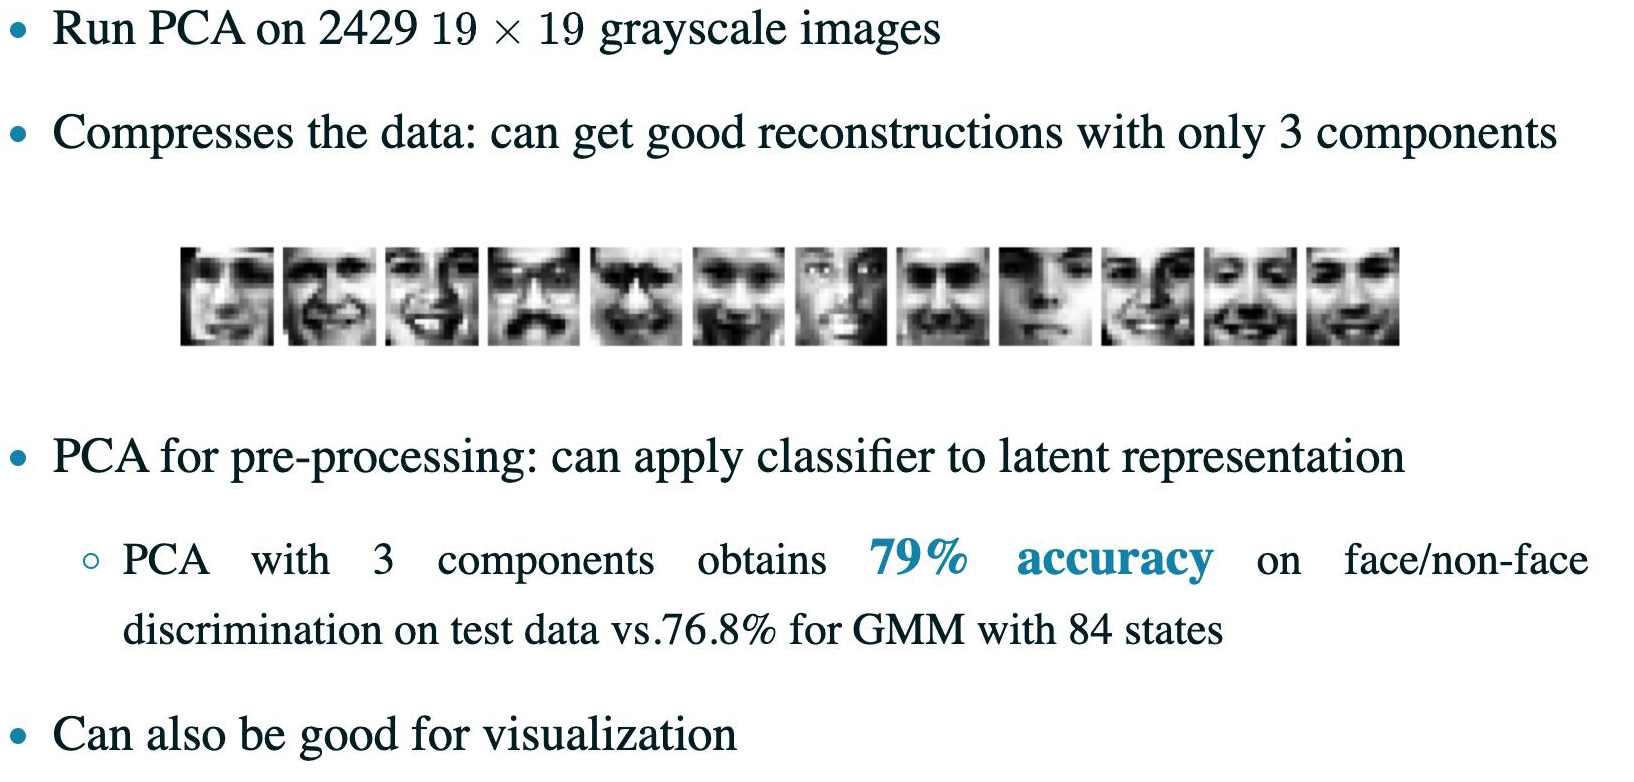 • Run PCA on 2429 19 × 19 grayscale images
• Compresses the data: can get good reconstructions with only 3 components
• PCA for pre-processing: can apply classifier to latent representation
○ PCA with 3 components obtains 79% accuracy on face/non-face
discrimination on test data vs.76.8% for GMM with 84 states
• Can also be good for visualization